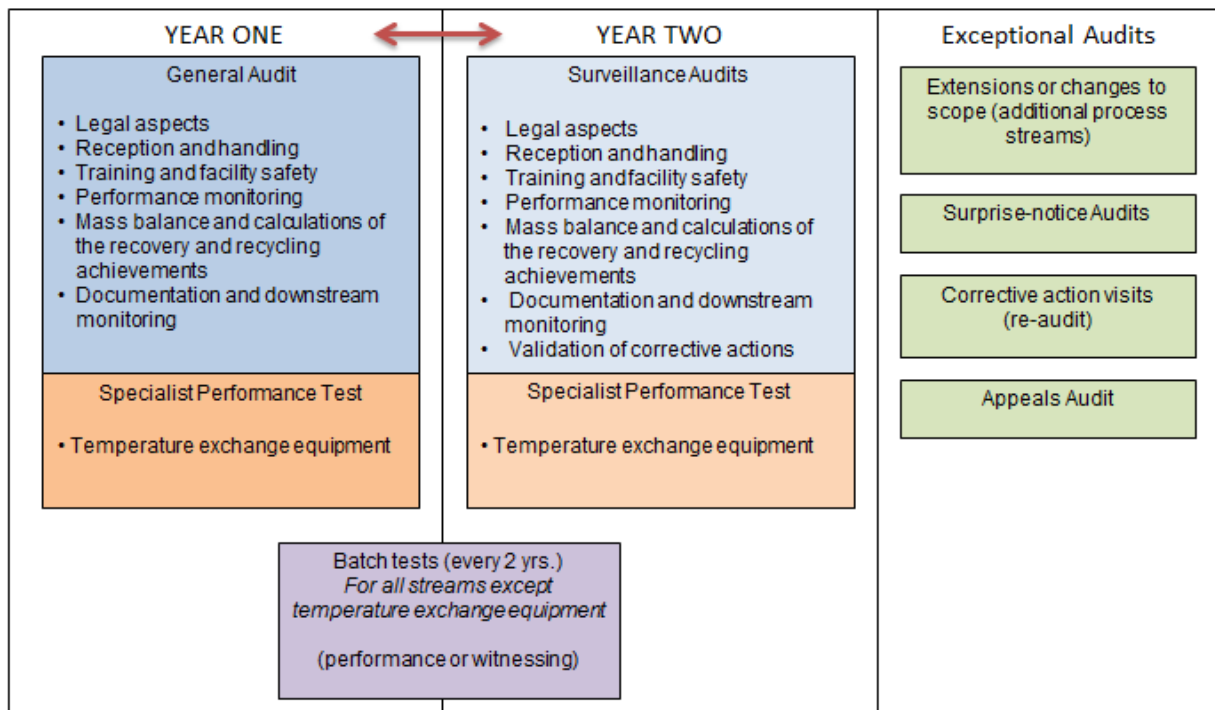 YEAR ONE
General Audit
• Legal aspects
• Reception and handling
• Training and facility safety
• Performance monitoring
• Mass balance and calculations of
the recovery and recycling
achievements
• Documentation and downstream
monitoring
Specialist Performance Test
• Temperature exchange equipment
YEAR TWO
Surveillance Audits
• Legal aspects
• Reception and handling
• Training and facility safety
• Performance monitoring
• Mass balance and calculations of
the recovery and recycling
achievements
• Documentation and downstream
monitoring
• Validation of corrective actions
Specialist Performance Test
• Temperature exchange equipment
Batch tests (every 2 yrs.)
For all streams except
temperature exchange equipment
(performance or witnessing)
Exceptional Audits
Extensions or changes to
scope (additional process
streams)
Surprise-notice Audits
Corrective action visits
(re-audit)
Appeals Audit